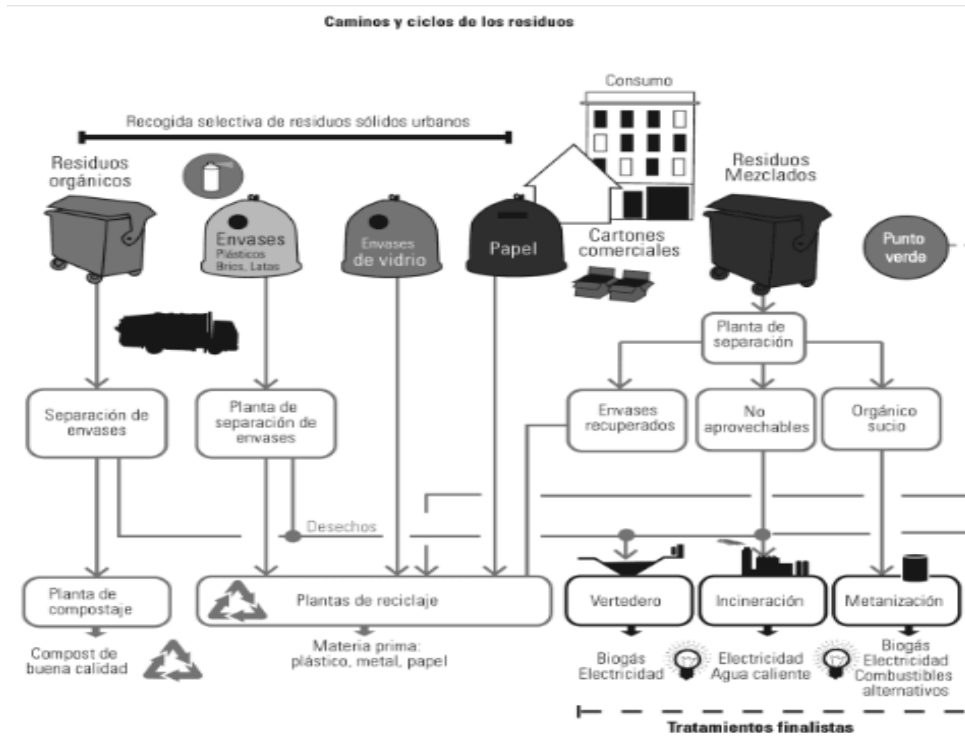 Caminos y ciclos de los residuos
Consumo
Recogida selectiva de residuos sólidos urbanos
Residuos
orgánicos
Residuos
Mezclados
Envases
Plásticos
Brics, Latas
Envases
de vidrio
Papel
Cartones
comerciales
Punto
verde
Planta de
separación
Separación de
envases
Planta de
separación de
envases
Envases
recuperados
No
aprovechables
Orgánico
sucio
Desechos
Planta de
compostaje
Plantas de reciclaje
Vertedero
Incineración
Metanización
Compost de
buena calidad
Materia prima:
plástico, metal, papel
Biogás
Electricidad
Electricidad
Agua caliente
Biogás
Electricidad
Combustibles
alternativos
Tratamientos finalistas